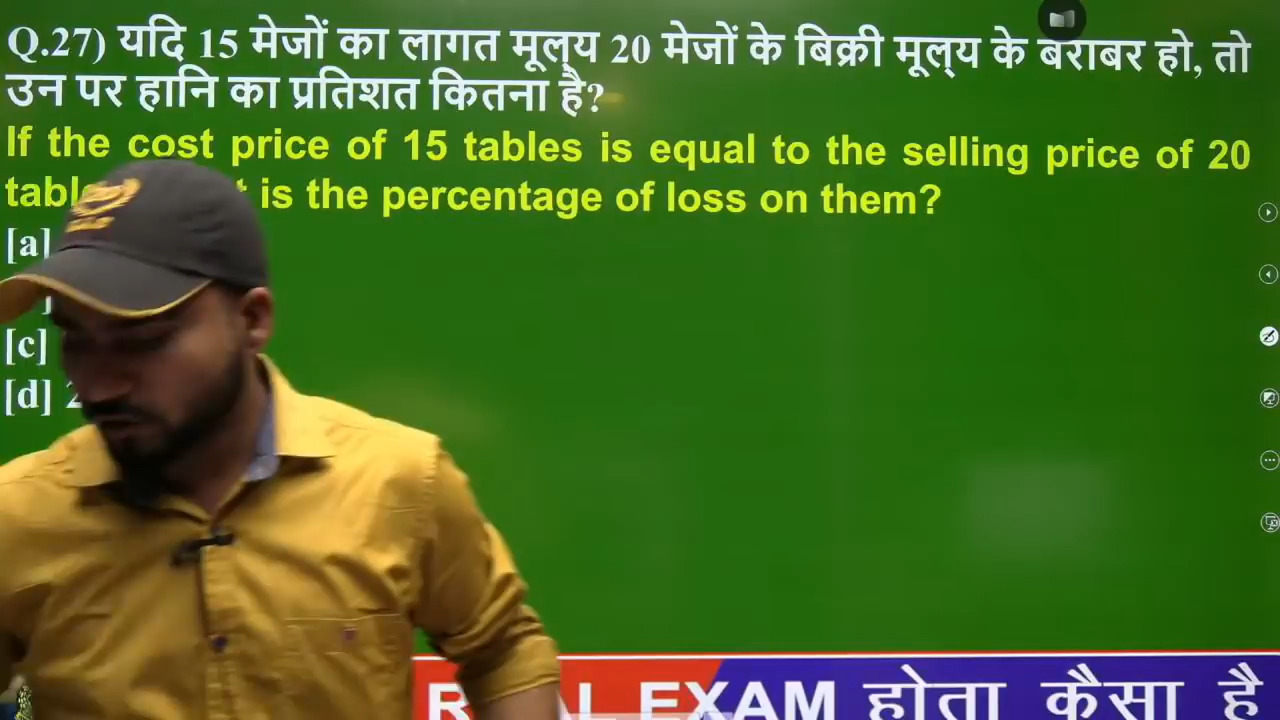 Q.27) यदि 15 मेजों का लागत मूल्य 20 मेजों के बिक्री मूल्य के बराबर हो, तो
उन पर हानि का प्रतिशत कितना है?
If the cost price of 15 tables is equal to the selling price of 20
is the percentage of loss on them?
[a]
[c]
[d] 2
EXAM होता कैसा है